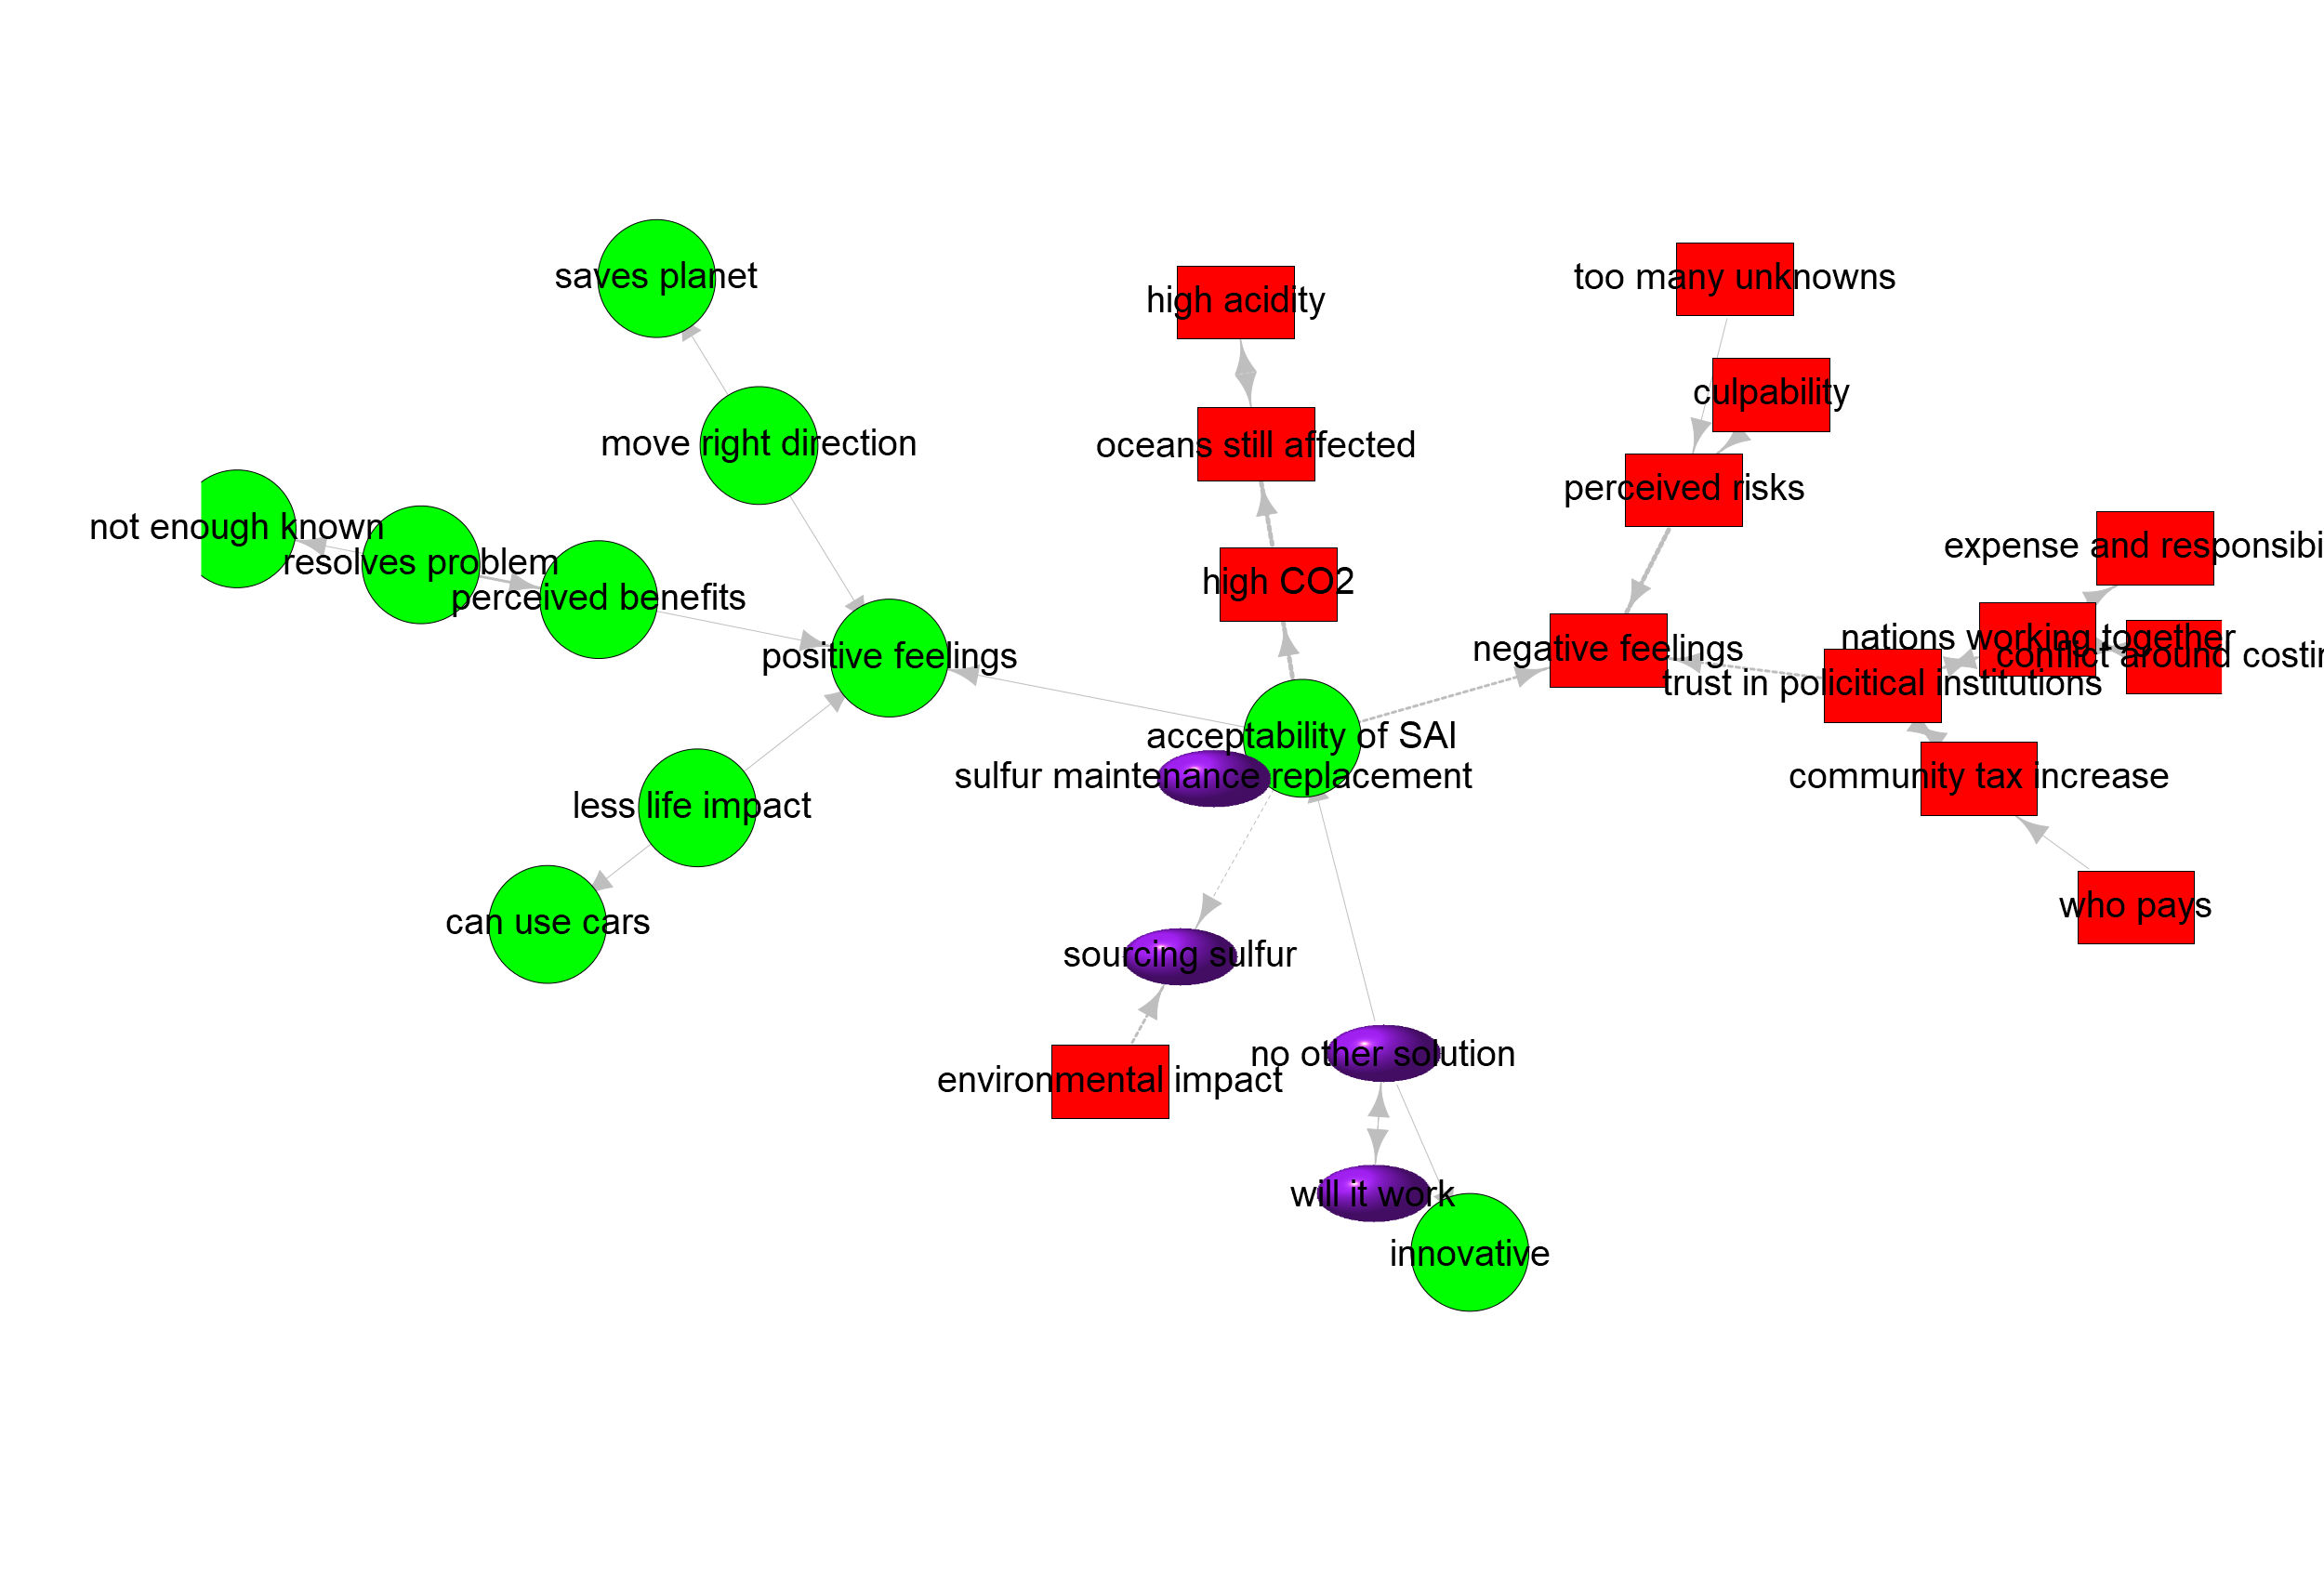 saves planet
too many unknowns
high acidity
culpability
move right direction
oceans still affected
perceived risks
not enough known
expense and responsibi
resolves problem
high CO2
perceived benefits
nations working together
negative feelings
positive feelings
conflict around costin
trust in policitical institutions
acceptability of SAI
sulfur maintenance replacement
community tax increase
less life impact
who pays
can use cars
sourcing sulfur
no other solution
environmental impact
will it work
innovative